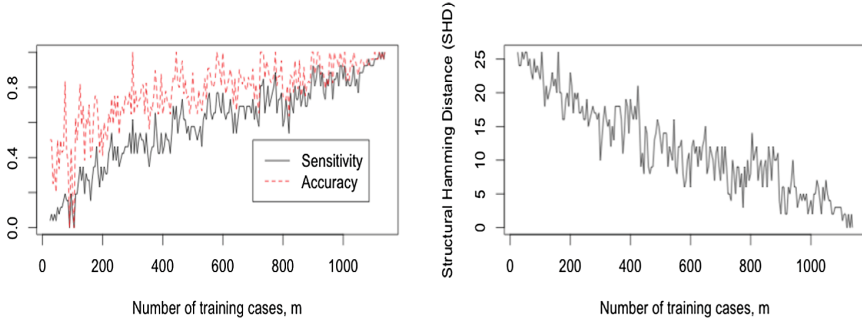 0.0 0.4 0.8
Sensitivity
Accuracy
0 200 400 600 800 1000
Number of training cases, m
Structural Hamming Distance (SHD)
0 5 10 15 20 25
0 200 400 600 800 1000
Number of training cases, m